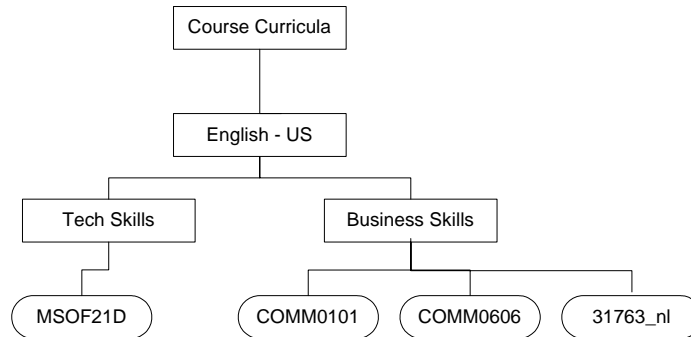 Course Curricula
English - US
Tech Skills
Business Skills
MSOF21D
COMM0101
COMM0606
31763_nl